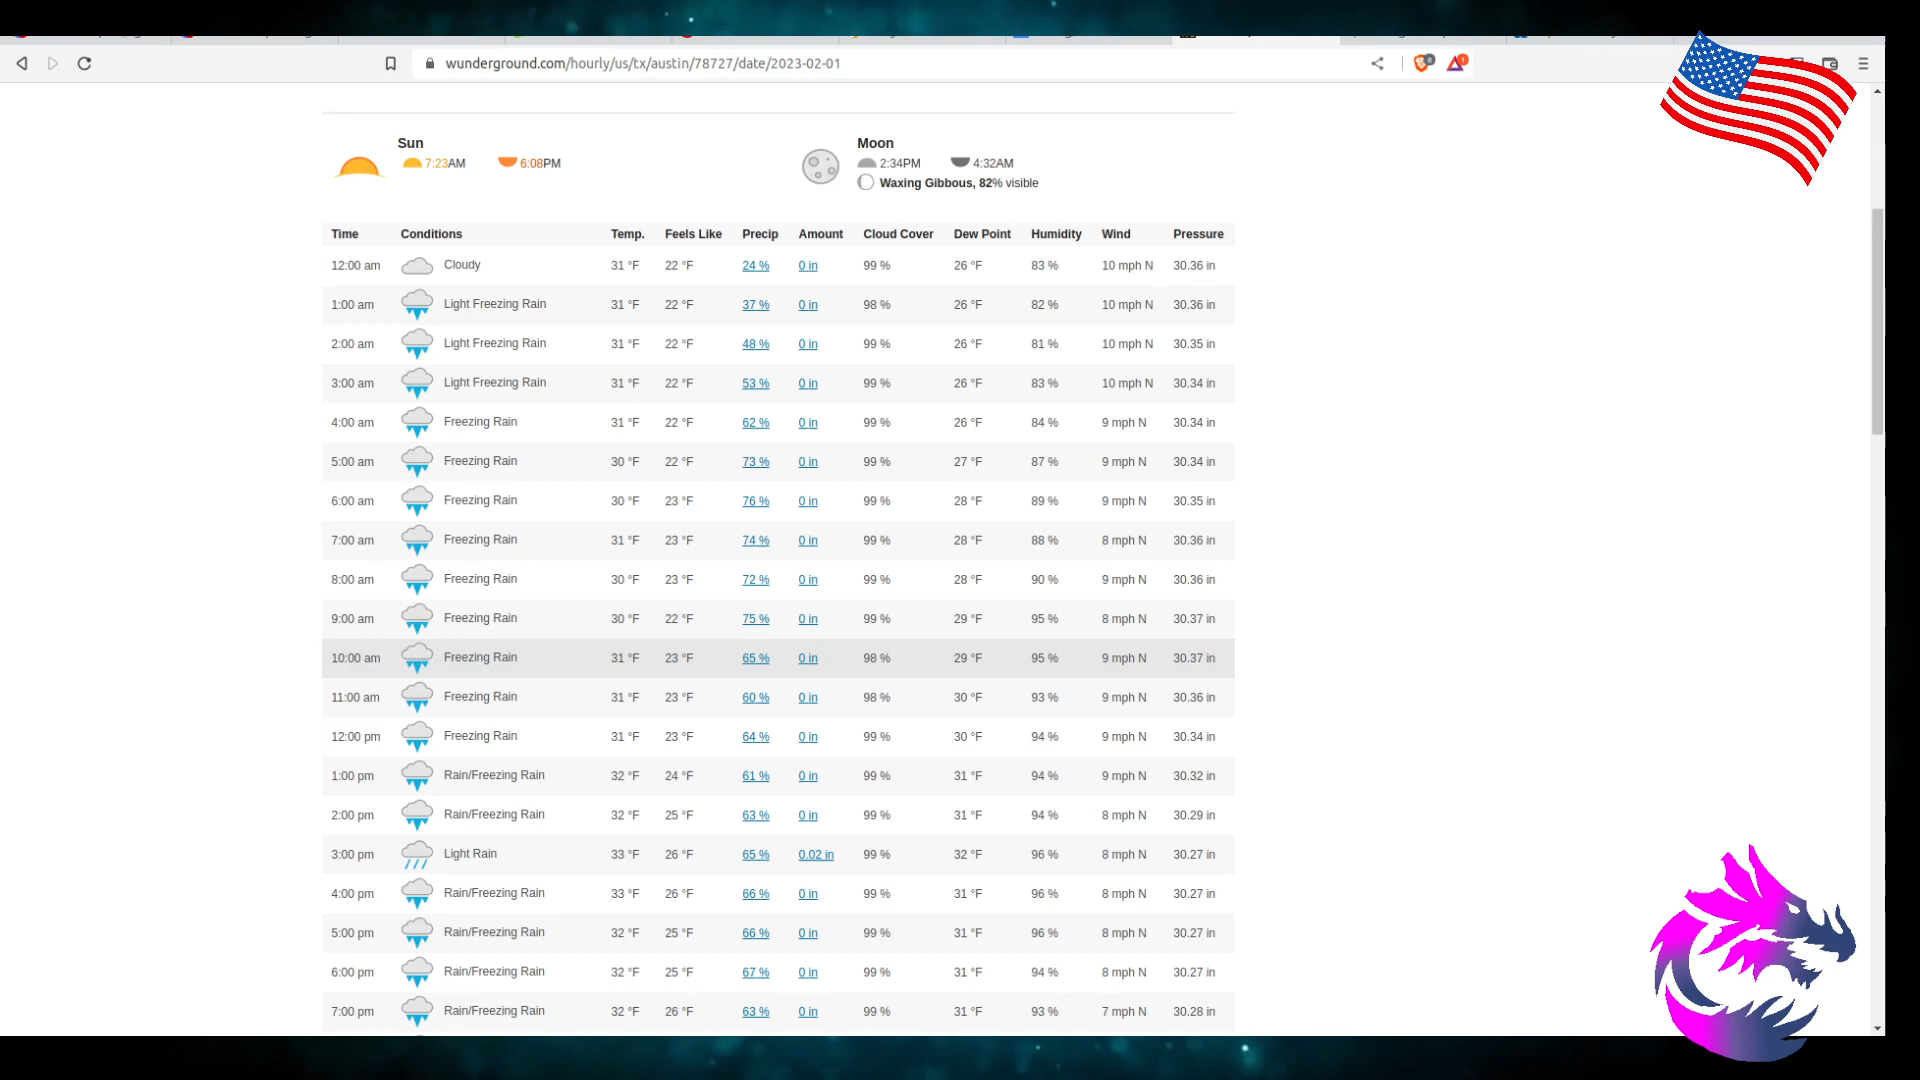 wunderground.com/hourly/us/tx/austin/78727/date/2023-02-01
Sun
7:23AM 6:08PM
Moon
2:34PM 4:32AM
Waxing Gibbous, 82% visible
Time Conditions Temp. Feels Like Precip Amount Cloud Cover Dew Point Humidity Wind Pressure
12:00 am Cloudy 31 °F 22 °F 24 % 0 in 99 % 26 °F 83 % 10 mph N 30.36 in
1:00 am Light Freezing Rain 31 °F 22 °F 37 % 0 in 98 % 26 °F 82 % 10 mph N 30.36 in
2:00 am Light Freezing Rain 31 °F 22 °F 48 % 0 in 99 % 26 °F 81 % 10 mph N 30.35 in
3:00 am Light Freezing Rain 31 °F 22 °F 53 % 0 in 99 % 26 °F 83 % 10 mph N 30.34 in
4:00 am Freezing Rain 31 °F 22 °F 62 % 0 in 99 % 26 °F 84 % 9 mph N 30.34 in
5:00 am Freezing Rain 30 °F 22 °F 73 % 0 in 99 % 27 °F 87 % 9 mph N 30.34 in
6:00 am Freezing Rain 30 °F 23 °F 76 % 0 in 99 % 28 °F 89 % 9 mph N 30.35 in
7:00 am Freezing Rain 31 °F 23 °F 74 % 0 in 99 % 28 °F 88 % 8 mph N 30.36 in
8:00 am Freezing Rain 30 °F 23 °F 72 % 0 in 99 % 28 °F 90 % 9 mph N 30.36 in
9:00 am Freezing Rain 30 °F 22 °F 75 % 0 in 99 % 29 °F 95 % 8 mph N 30.37 in
10:00 am Freezing Rain 31 °F 23 °F 65 % 0 in 98 % 29 °F 95 % 9 mph N 30.37 in
11:00 am Freezing Rain 31 °F 23 °F 60 % 0 in 98 % 30 °F 93 % 9 mph N 30.36 in
12:00 pm Freezing Rain 31 °F 23 °F 64 % 0 in 99 % 30 °F 94 % 9 mph N 30.34 in
1:00 pm Rain/Freezing Rain 32 °F 24 °F 61 % 0 in 99 % 31 °F 94 % 9 mph N 30.32 in
2:00 pm Rain/Freezing Rain 32 °F 25 °F 63 % 0 in 99 % 31 °F 94 % 8 mph N 30.29 in
3:00 pm Light Rain 33 °F 26 °F 65 % 0.02 in 99 % 32 °F 96 % 8 mph N 30.27 in
4:00 pm Rain/Freezing Rain 33 °F 26 °F 66 % 0 in 99 % 31 °F 96 % 8 mph N 30.27 in
5:00 pm Rain/Freezing Rain 32 °F 25 °F 66 % 0 in 99 % 31 °F 96 % 8 mph N 30.27 in
6:00 pm Rain/Freezing Rain 32 °F 25 °F 67 % 0 in 99 % 31 °F 94 % 8 mph N 30.27 in
7:00 pm Rain/Freezing Rain 32 °F 26 °F 63 % 0 in 99 % 31 °F 93 % 7 mph N 30.28 in